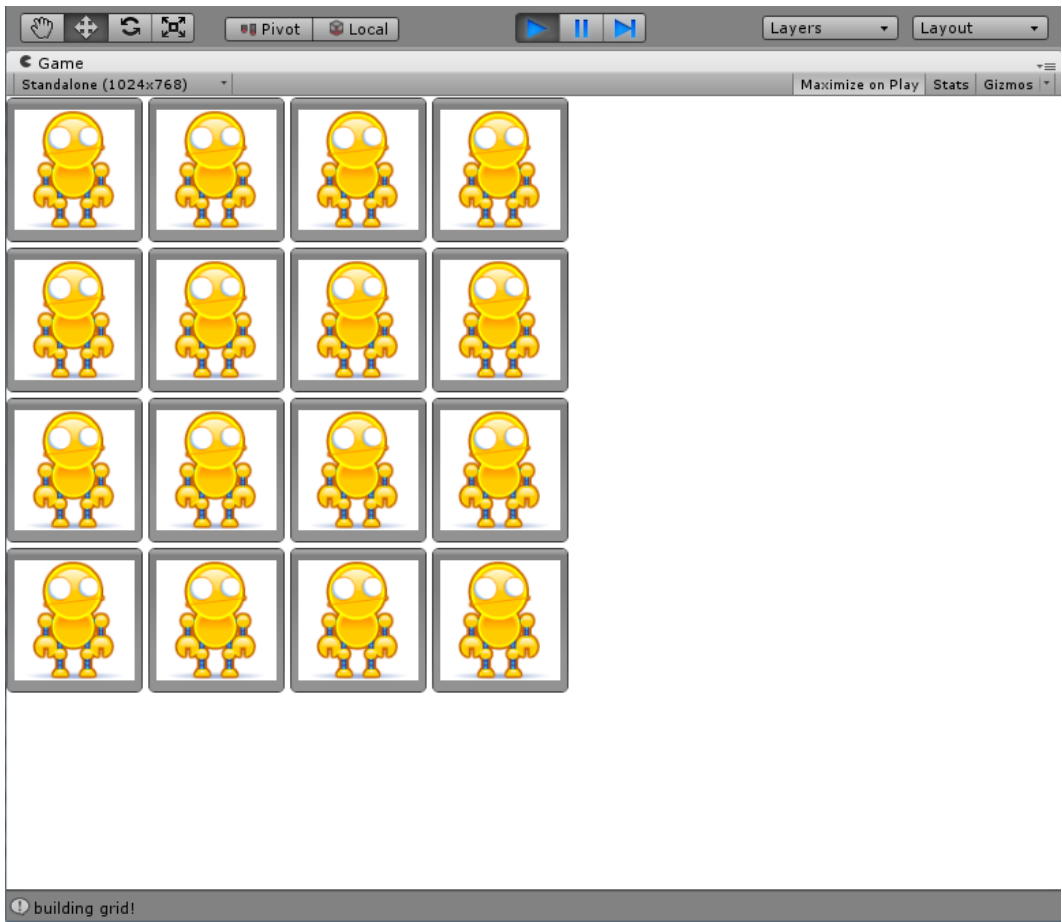 Pivot Local Layers Layout
Game
Standalone (1024x768) Maximize on Play Stats Gizmos
building grid!